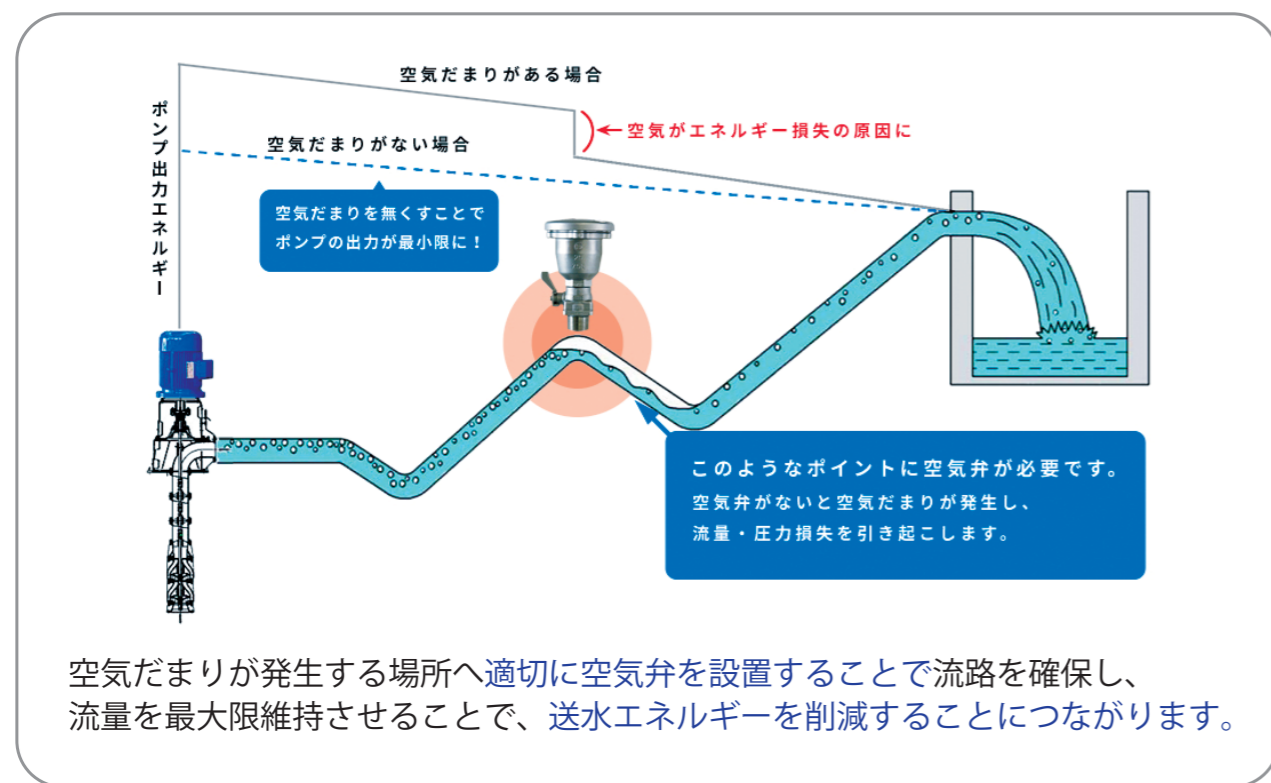 空気だまりがある場合
ポンプ出力エネルギー
←空気がエネルギー損失の原因に
空気だまりがない場合
空気だまりを無くすことで
ポンプの出力が最小限に！
このようなポイントに空気弁が必要です。
空気弁がないと空気だまりが発生し、
流量・圧力損失を引き起こします。
空気だまりが発生する場所へ適切に空気弁を設置することで流路を確保し、
流量を最大限維持させることで、送水エネルギーを削減することにつながります。